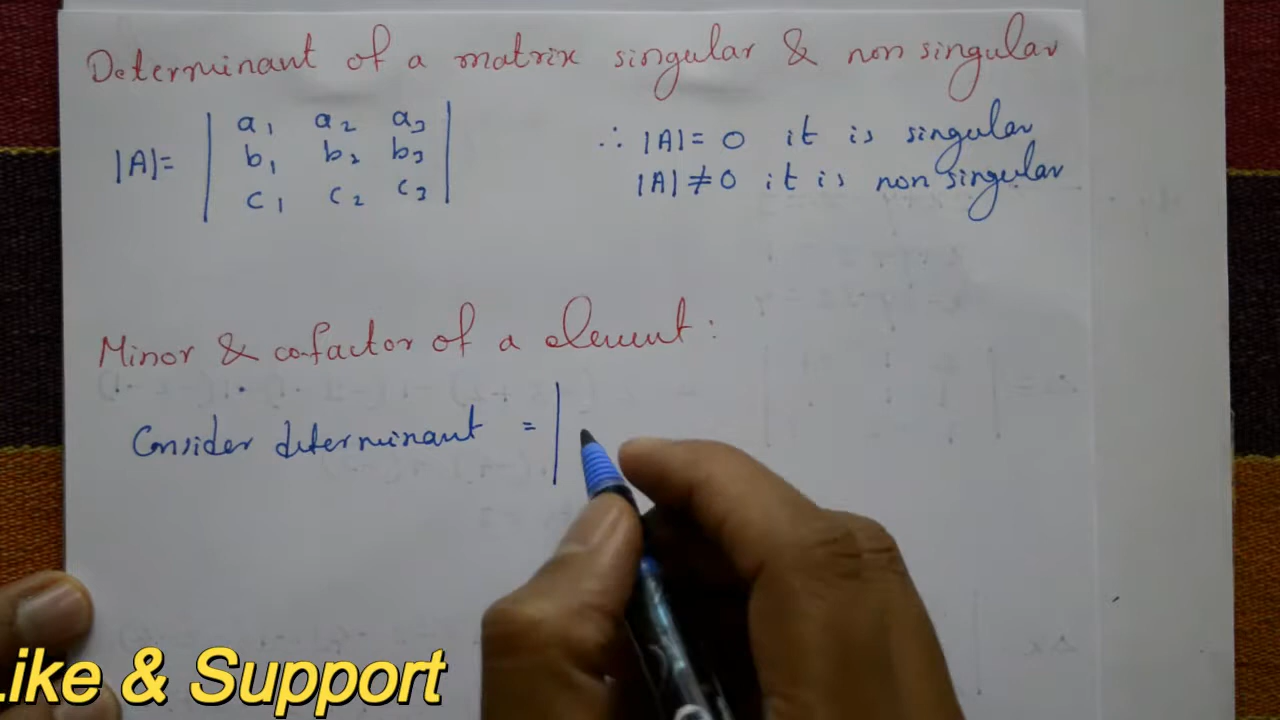 Determinant of a matrix singular & non singular
|A| = | a1 a2 a3 |
b1 b2 b3
c1 c2 c3
∴ |A| = 0 it is singular
|A| ≠ 0 it is non singular
Minor & cofactor of a element:
Consider determinant = |
Like & Support